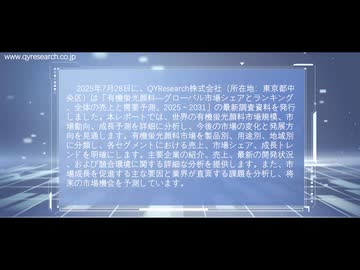 www.qyresearch.co.jp
2025年7月28日に、QYResearch株式会社（所在地：東京都中
央区）は「有機蛍光顔料―グローバル市場シェアとランキング
、全体の売上と需要予測、2025～2031」の最新調査資料を発行
しました。本レポートでは、世界の有機蛍光顔料市場規模、市
場動向、成長予測を詳細に分析し、今後の市場の変化と発展方
向を見通します。有機蛍光顔料市場を製品別、用途別、地域別
に分類し、各セグメントにおける売上、市場シェア、成長トレ
ンドを明確にします。主要企業の紹介、売上、最新の開発状況
、および競合環境に関する詳細な分析を提供します。また、市
場成長を促進する主な要因と業界が直面する課題を分析し、将
来の市場機会を予測しています。